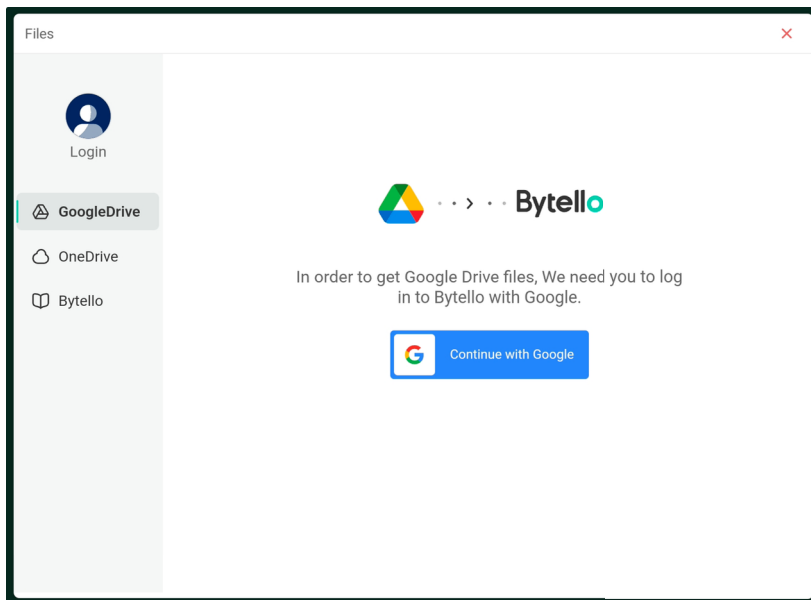 Files
Login
GoogleDrive
OneDrive
Bytello
Bytello
In order to get Google Drive files, We need you to log
in to Bytello with Google.
Continue with Google